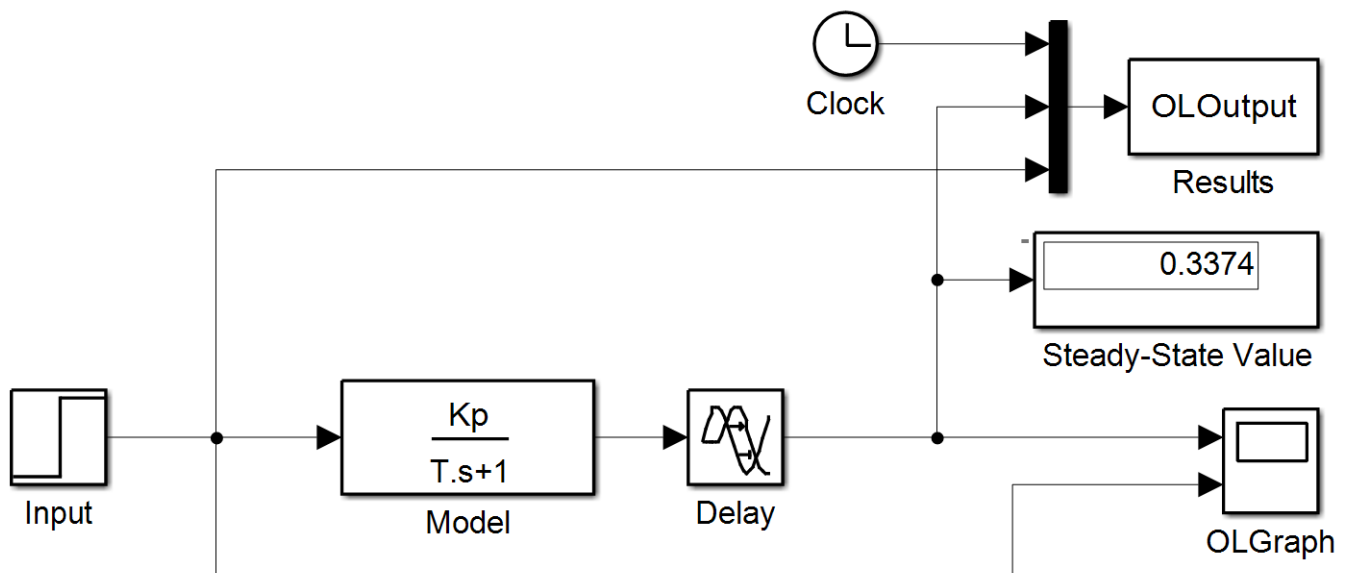 Clock
OLOutput
Results
-
0.3374
Steady-State Value
Input
Kp
T.s+1
Model
Delay
OLGraph